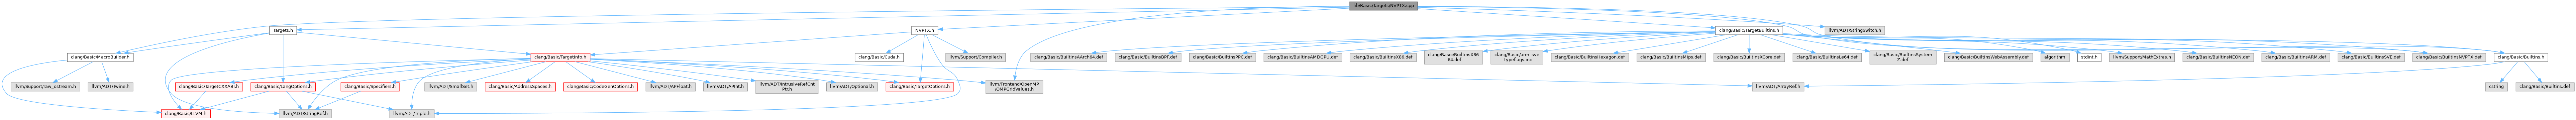 lib/Basic/Targets/NVPTX.cpp
Targets.h
NVPTX.h
clang/Basic/TargetBuiltins.h
llvm/ADT/StringSwitch.h
clang/Basic/MacroBuilder.h
clang/Basic/TargetInfo.h
clang/Basic/Cuda.h
llvm/Support/Compiler.h
clang/Basic/BuiltinsAArch64.def
clang/Basic/BuiltinsBPF.def
clang/Basic/BuiltinsPPC.def
clang/Basic/BuiltinsAMDGPU.def
clang/Basic/BuiltinsX86.def
clang/Basic/BuiltinsX86
_64.def
clang/Basic/arm_sve
_typeflags.inc
clang/Basic/BuiltinsHexagon.def
clang/Basic/BuiltinsMips.def
clang/Basic/BuiltinsXCore.def
clang/Basic/BuiltinsLe64.def
clang/Basic/BuiltinsSystem
Z.def
clang/Basic/BuiltinsWebAssembly.def
algorithm
stdint.h
llvm/Support/MathExtras.h
clang/Basic/BuiltinsNEON.def
clang/Basic/BuiltinsARM.def
clang/Basic/BuiltinsSVE.def
clang/Basic/BuiltinsNVPTX.def
clang/Basic/Builtins.h
llvm/Support/raw_ostream.h
llvm/ADT/Twine.h
clang/Basic/TargetCXXABI.h
clang/Basic/LangOptions.h
clang/Basic/Specifiers.h
llvm/ADT/SmallSet.h
clang/Basic/AddressSpaces.h
clang/Basic/CodeGenOptions.h
llvm/ADT/APFloat.h
llvm/ADT/APInt.h
llvm/ADT/IntrusiveRefCnt
Ptr.h
llvm/ADT/Optional.h
clang/Basic/TargetOptions.h
llvm/Frontend/OpenMP
/OMPGridValues.h
llvm/ADT/ArrayRef.h
cstring
clang/Basic/Builtins.def
clang/Basic/LLVM.h
llvm/ADT/StringRef.h
llvm/ADT/Triple.h